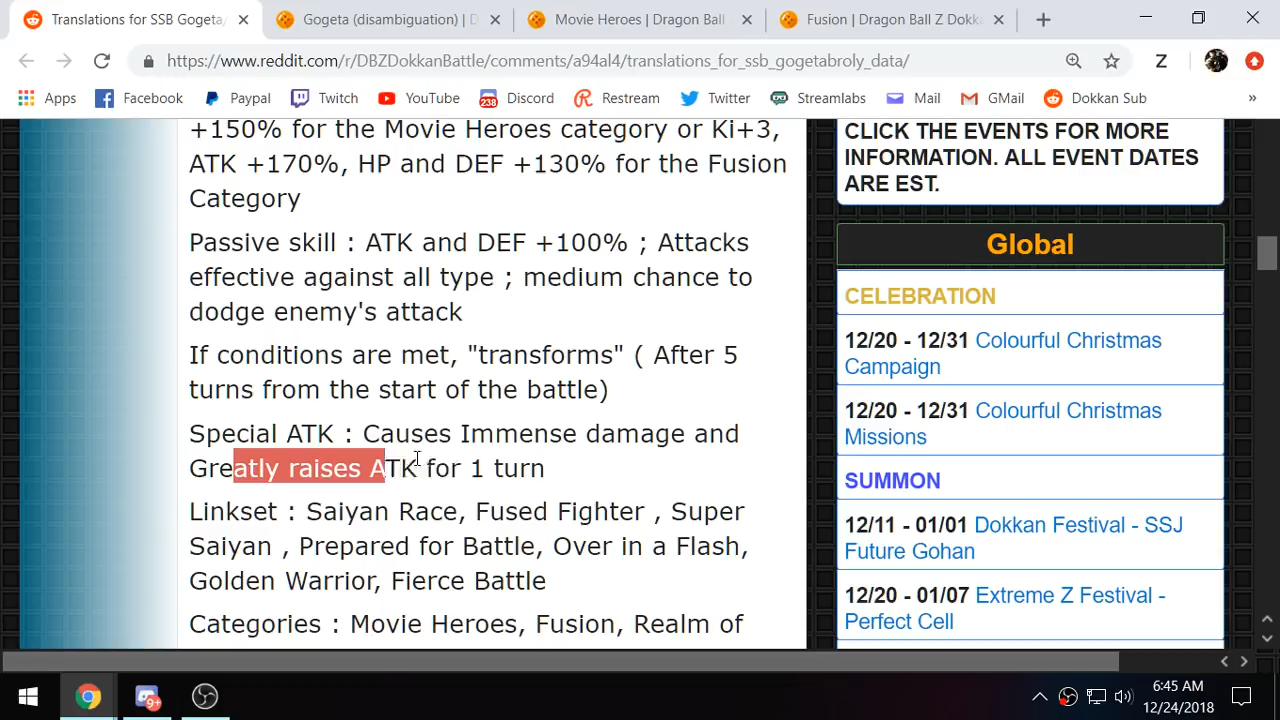 Translations for SSB Gogeta/
Gogeta (disambiguation) | D
Movie Heroes | Dragon Ball
Fusion | Dragon Ball Z Dokka
https://www.reddit.com/r/DBZDokkanBattle/comments/a94al4/translations_for_ssb_gogetabroly_data/
Z
Apps
Facebook
Paypal
Twitch
YouTube
238
Discord
Restream
Twitter
Streamlabs
Mail
GMail
Dokkan Sub
»
+150% for the Movie Heroes category or Ki+3,
ATK +170%, HP and DEF +130% for the Fusion
Category
Passive skill : ATK and DEF +100% ; Attacks
effective against all type ; medium chance to
dodge enemy's attack
If conditions are met, "transforms" ( After 5
turns from the start of the battle)
Special ATK : Causes Immense damage and
Greatly raises ATK for 1 turn
Linkset : Saiyan Race, Fused Fighter , Super
Saiyan , Prepared for Battle, Over in a Flash,
Golden Warrior, Fierce Battle
Categories : Movie Heroes, Fusion, Realm of
CLICK THE EVENTS FOR MORE
INFORMATION. ALL EVENT DATES
ARE EST.
Global
CELEBRATION
12/20 - 12/31 Colourful Christmas
Campaign
12/20 - 12/31 Colourful Christmas
Missions
SUMMON
12/11 - 01/01 Dokkan Festival - SSJ
Future Gohan
12/20 - 01/07 Extreme Z Festival -
Perfect Cell
9+
6:45 AM
12/24/2018